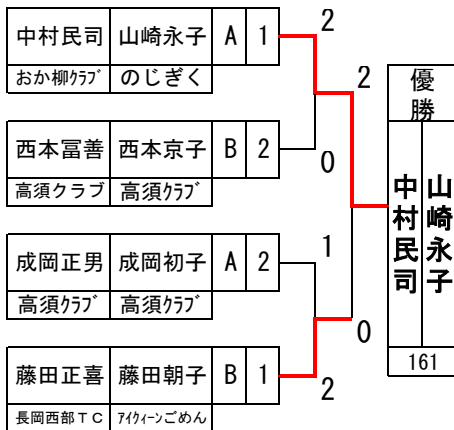 中村民司 山崎永子 A 1
おか柳ｸﾗﾌﾞ のじぎく
西本冨善 西本京子 B 2
高須クラブ 高須ｸﾗﾌﾞ
成岡正男 成岡初子 A 2
高須ｸﾗﾌﾞ 高須ｸﾗﾌﾞ
藤田正喜 藤田朝子 B 1
長岡西部ＴＣ ｱｲｸｨｰﾝごめん
2
0
1
2
2
0
優勝
山崎永子
中村民司
161